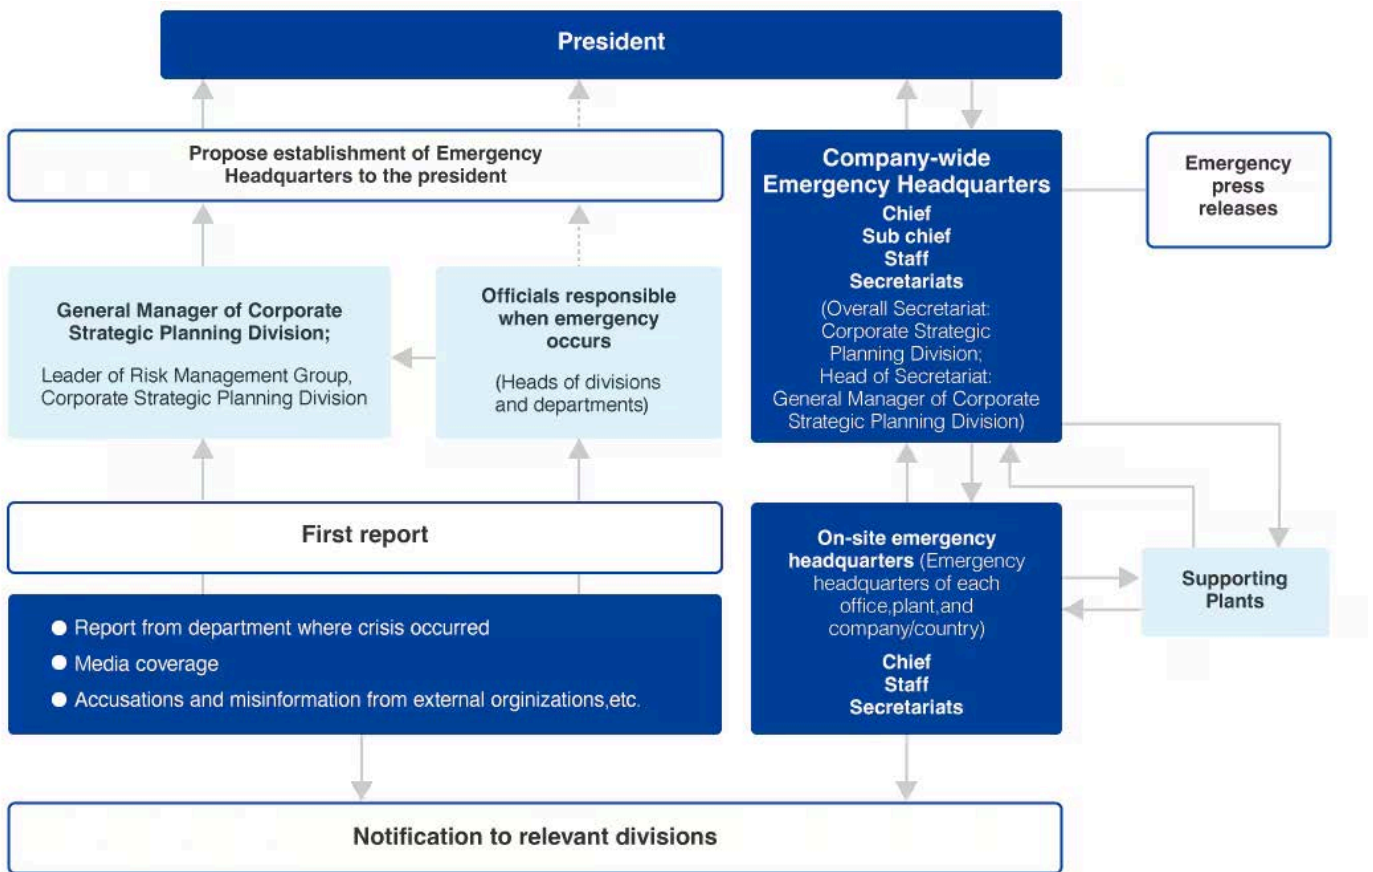 President
Propose establishment of Emergency
Headquarters to the president
Company-wide
Emergency Headquarters
Chief
Sub chief
Staff
Secretariats
(Overall Secretariat:
Corporate Strategic
Planning Division;
Head of Secretariat:
General Manager of Corporate
Strategic Planning Division)
Emergency
press
releases
General Manager of Corporate
Strategic Planning Division;
Leader of Risk Management Group,
Corporate Strategic Planning Division
Officials responsible
when emergency
occurs
(Heads of divisions
and departments)
First report
● Report from department where crisis occurred
● Media coverage
● Accusations and misinformation from external orginizations,etc.
On-site emergency
headquarters (Emergency
headquarters of each
office,plant,and
company/country)
Chief
Staff
Secretariats
Supporting
Plants
Notification to relevant divisions